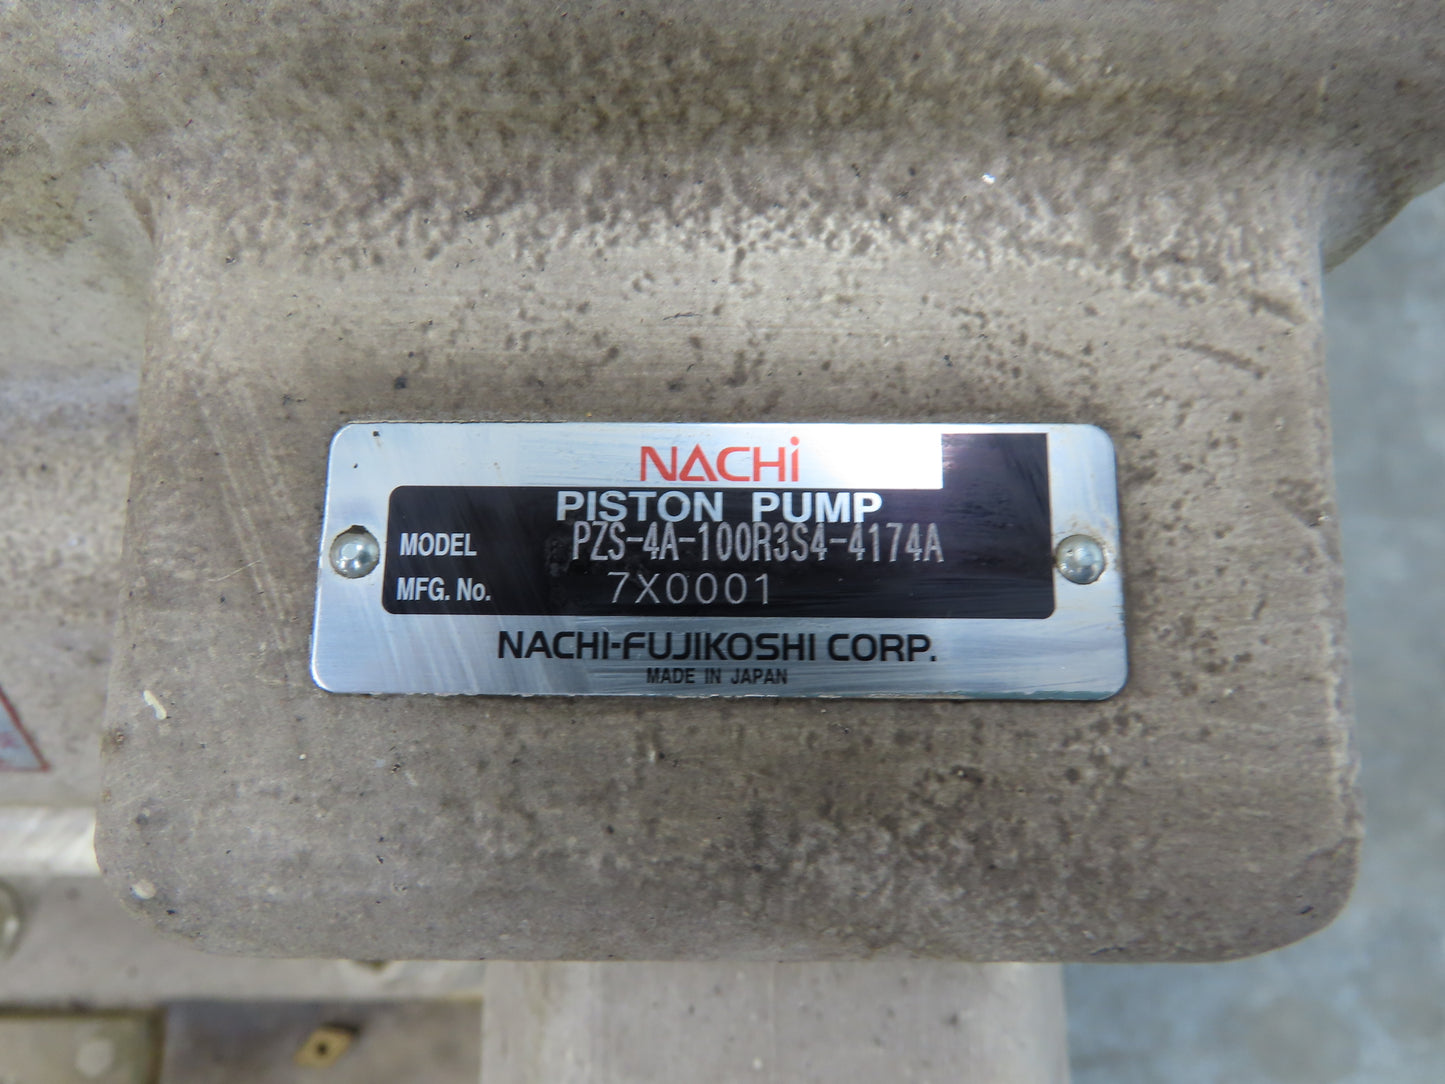 NACHi
PISTON PUMP
MODEL PZS-4A-100R3S4-4174A
MFG. No. 7X0001
NACHI-FUJIKOSHI CORP.
MADE IN JAPAN